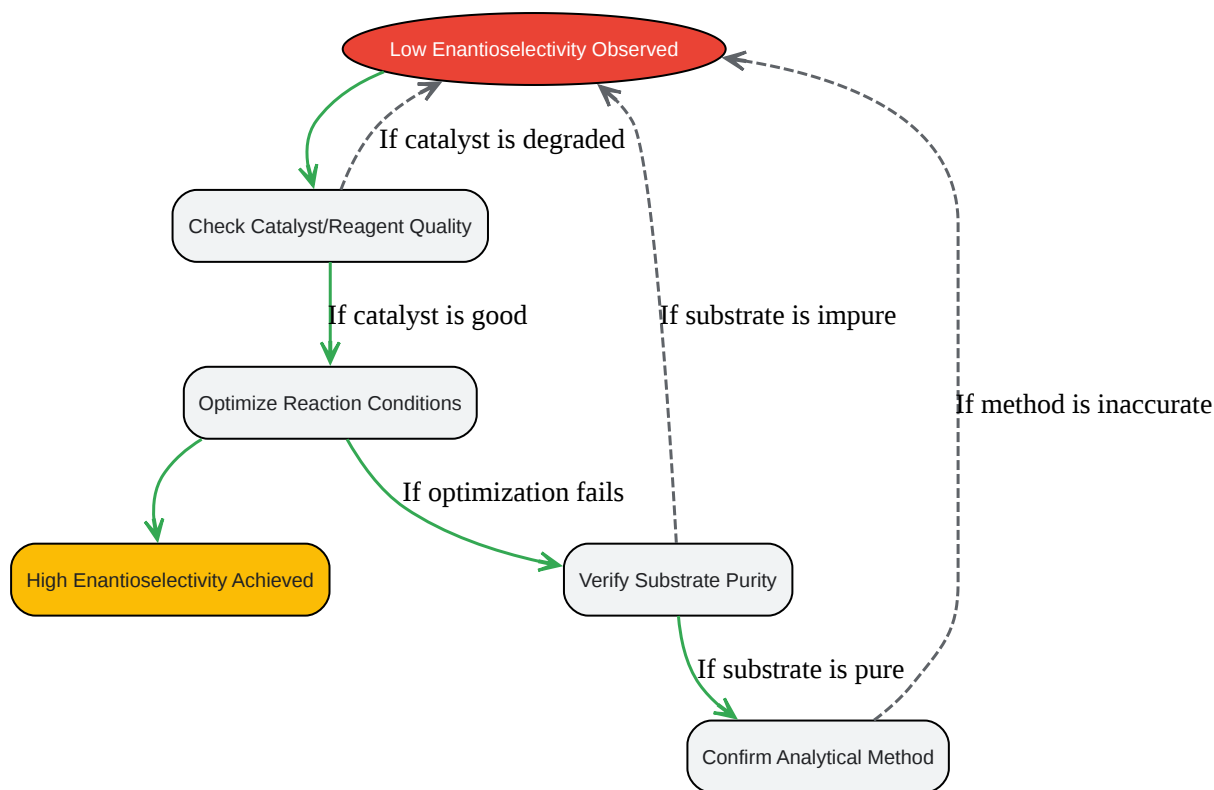 Low Enantioselectivity Observed
If catalyst is degraded
Check Catalyst/Reagent Quality
If catalyst is good
If substrate is impure
Optimize Reaction Conditions
If method is inaccurate
If optimization fails
High Enantioselectivity Achieved
Verify Substrate Purity
If substrate is pure
Confirm Analytical Method